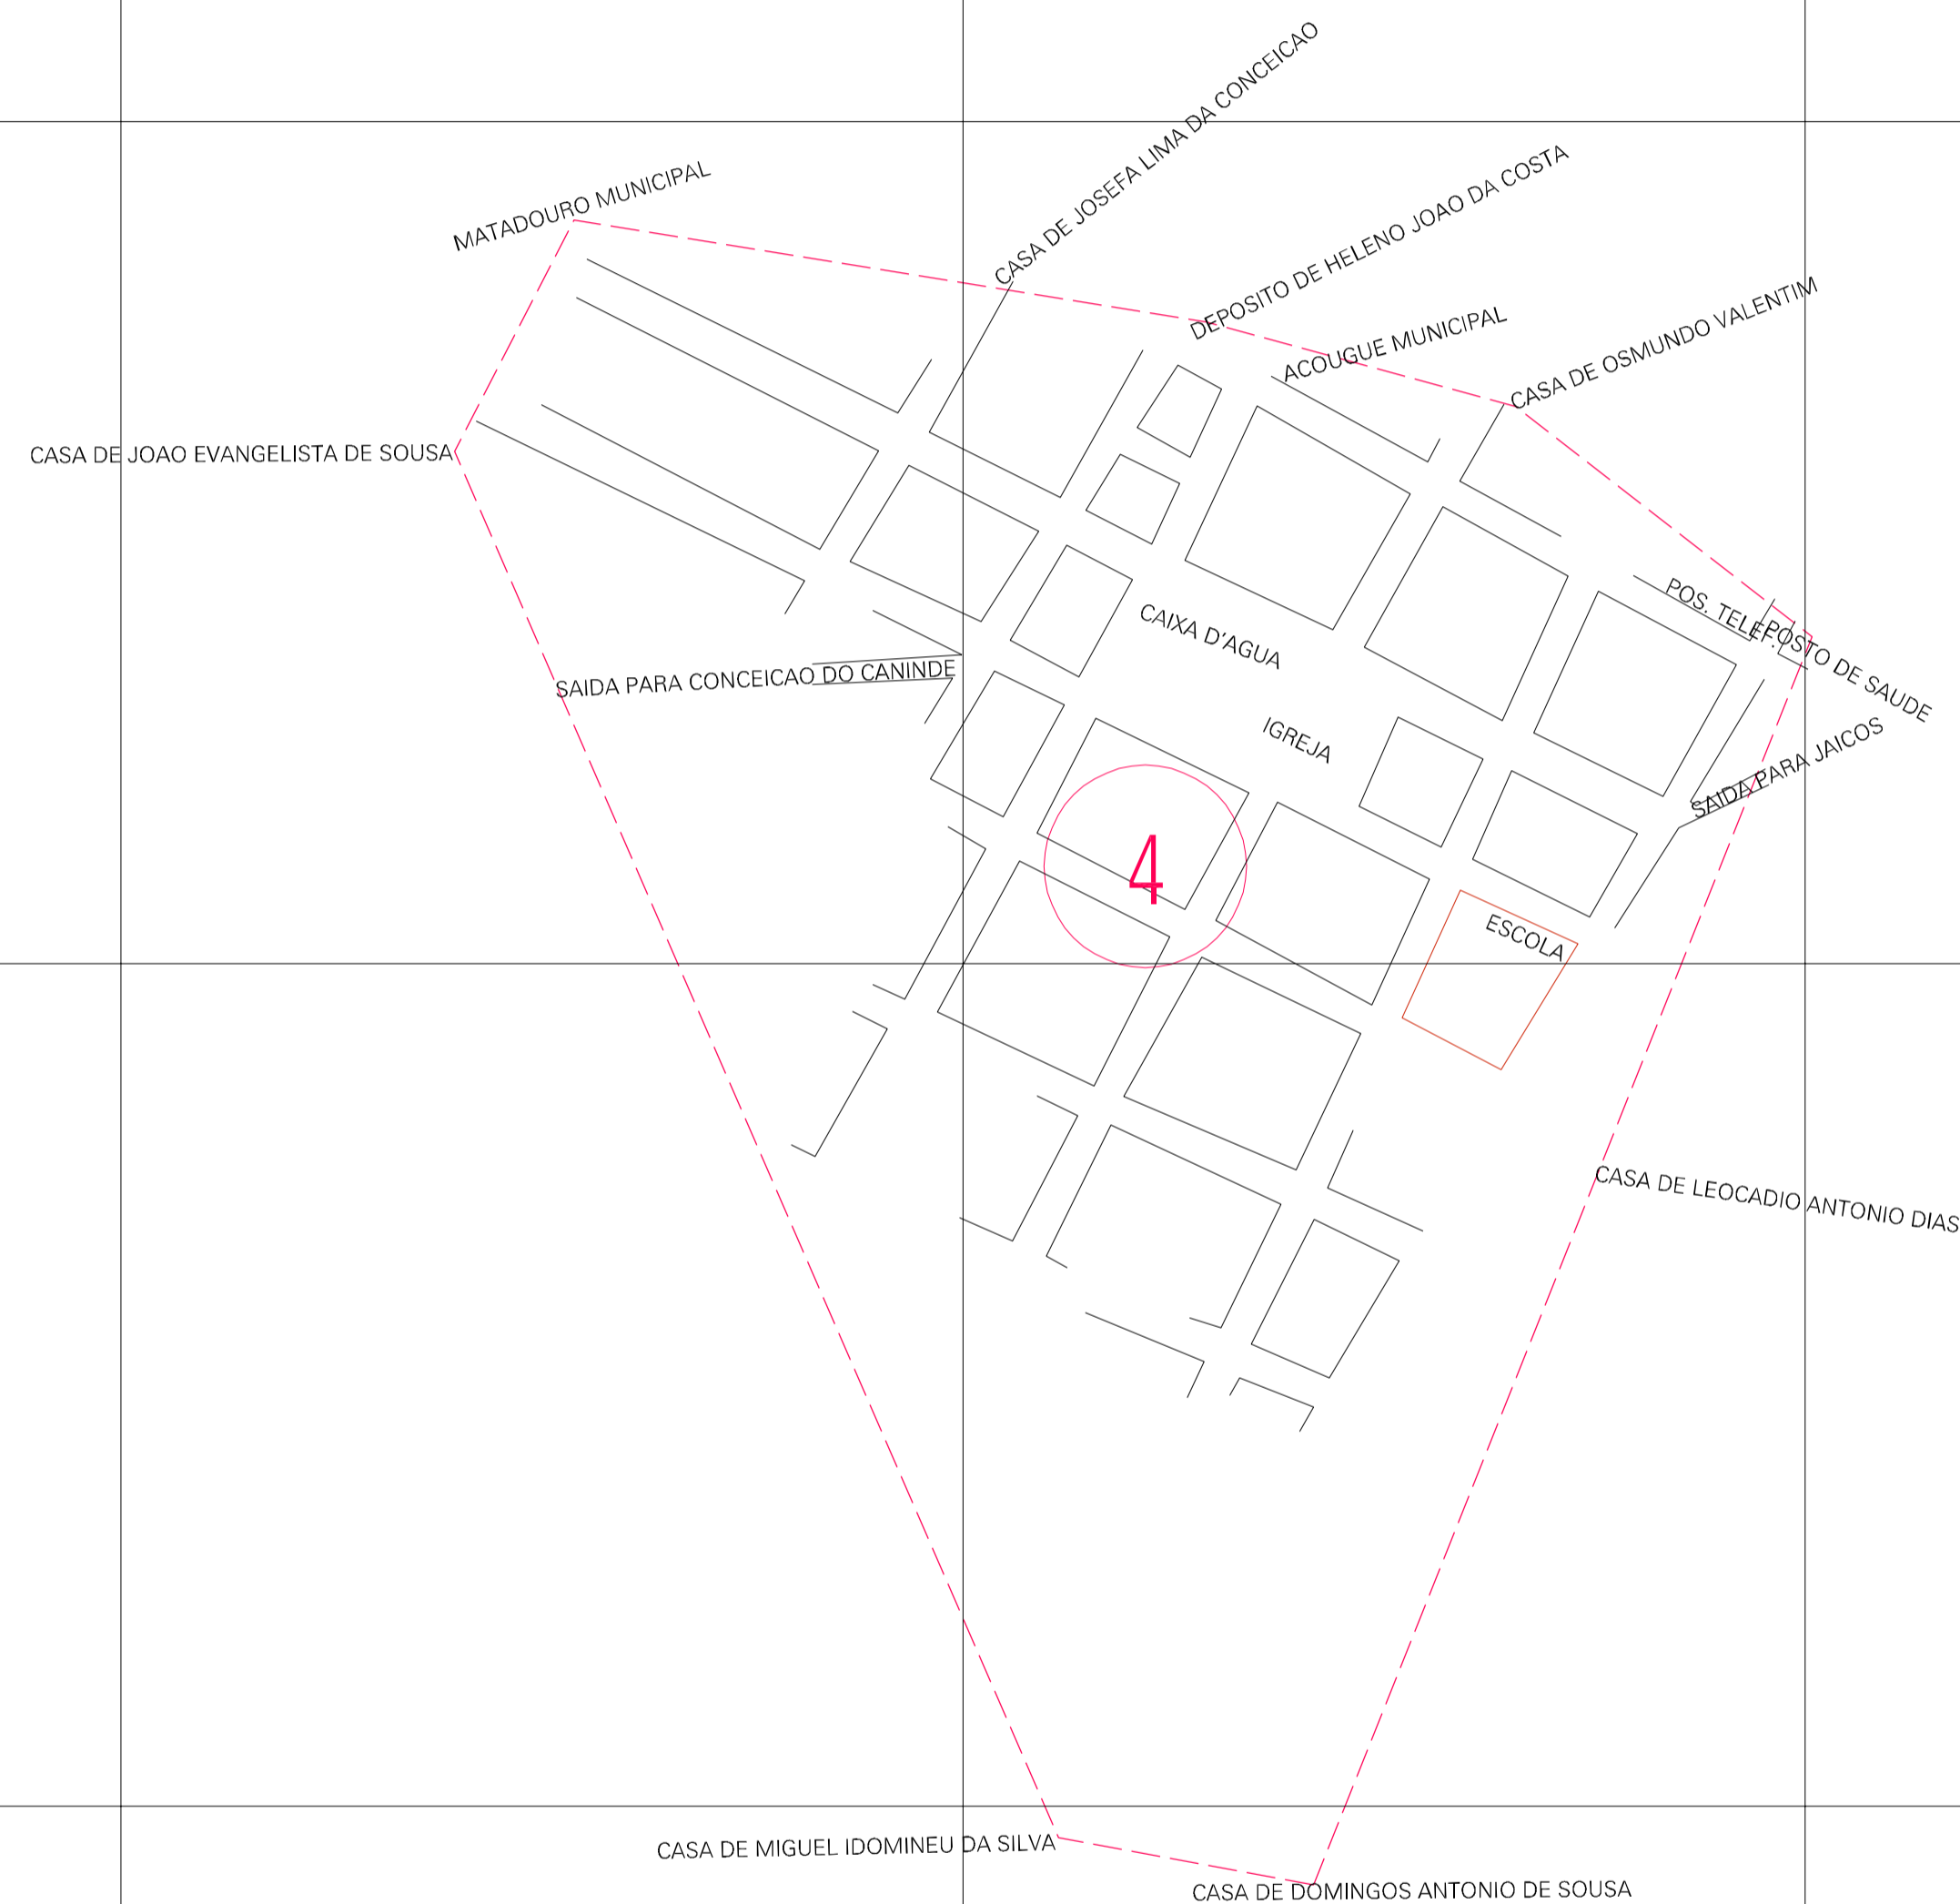 CASA DE JOSEFA LIMA DA CONCEICAO
MATADOURO MUNICIPAL
DEPOSITO DE HELENO JOAO DA COSTA
ACOUGUE MUNICIPAL
CASA DE OSMUNDO VALENTIM
CASA DE JOAO EVANGELISTA DE SOUSA
POS. TELEF.
POSTO DE SAUDE
CAIXA D'AGUA
SAIDA PARA CONCEICAO DO CANINDE
IGREJA
SAIDA PARA JAICOS
4
ESCOLA
CASA DE LEOCADIO ANTONIO DIAS
CASA DE MIGUEL IDOMINEU DA SILVA
CASA DE DOMINGOS ANTONIO DE SOUSA